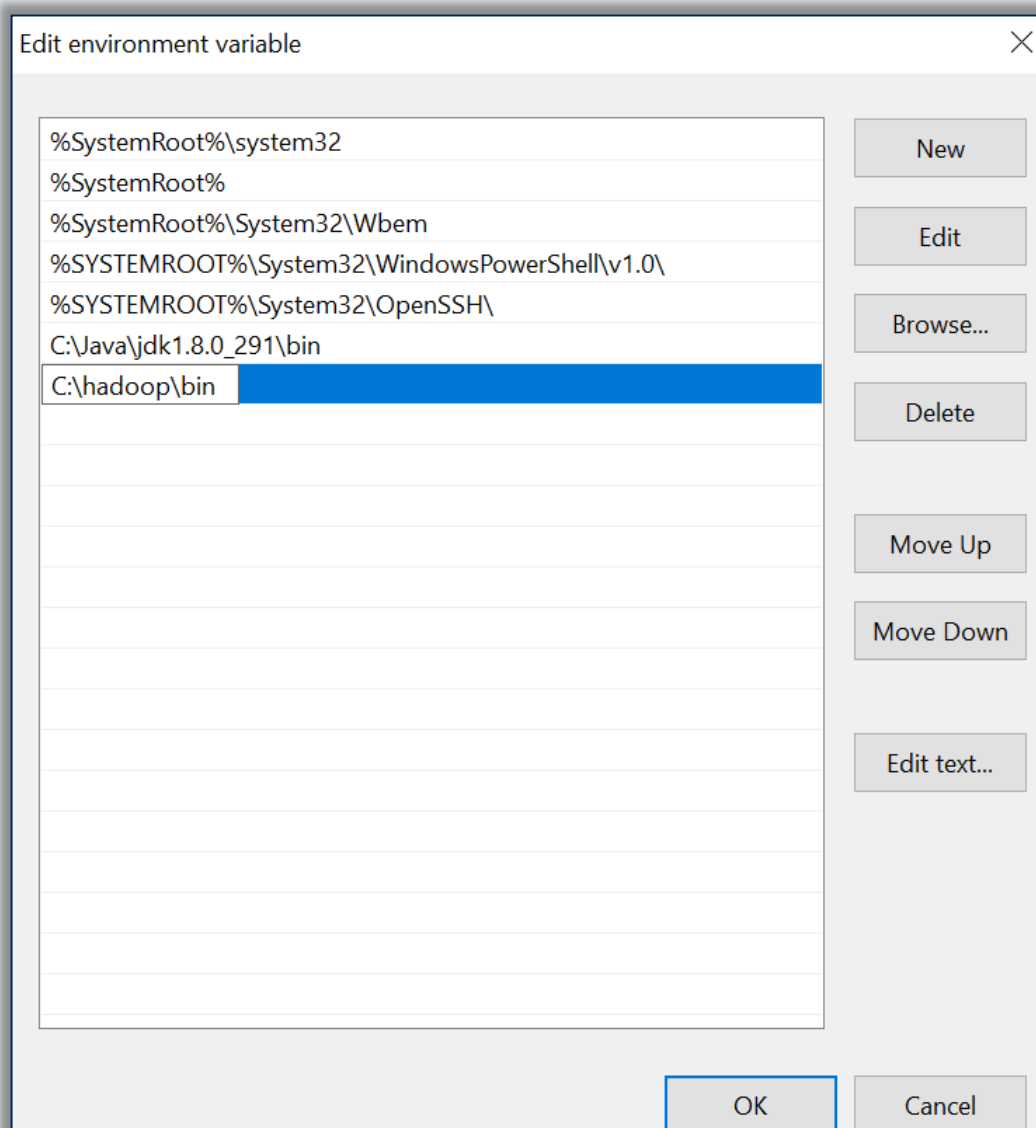 Edit environment variable
%SystemRoot%\system32
%SystemRoot%
%SystemRoot%\System32\Wbem
%SYSTEMROOT%\System32\WindowsPowerShell\v1.0\
%SYSTEMROOT%\System32\OpenSSH\
C:\Java\jdk1.8.0_291\bin
C:\hadoop\bin
New
Edit
Browse...
Delete
Move Up
Move Down
Edit text...
OK
Cancel